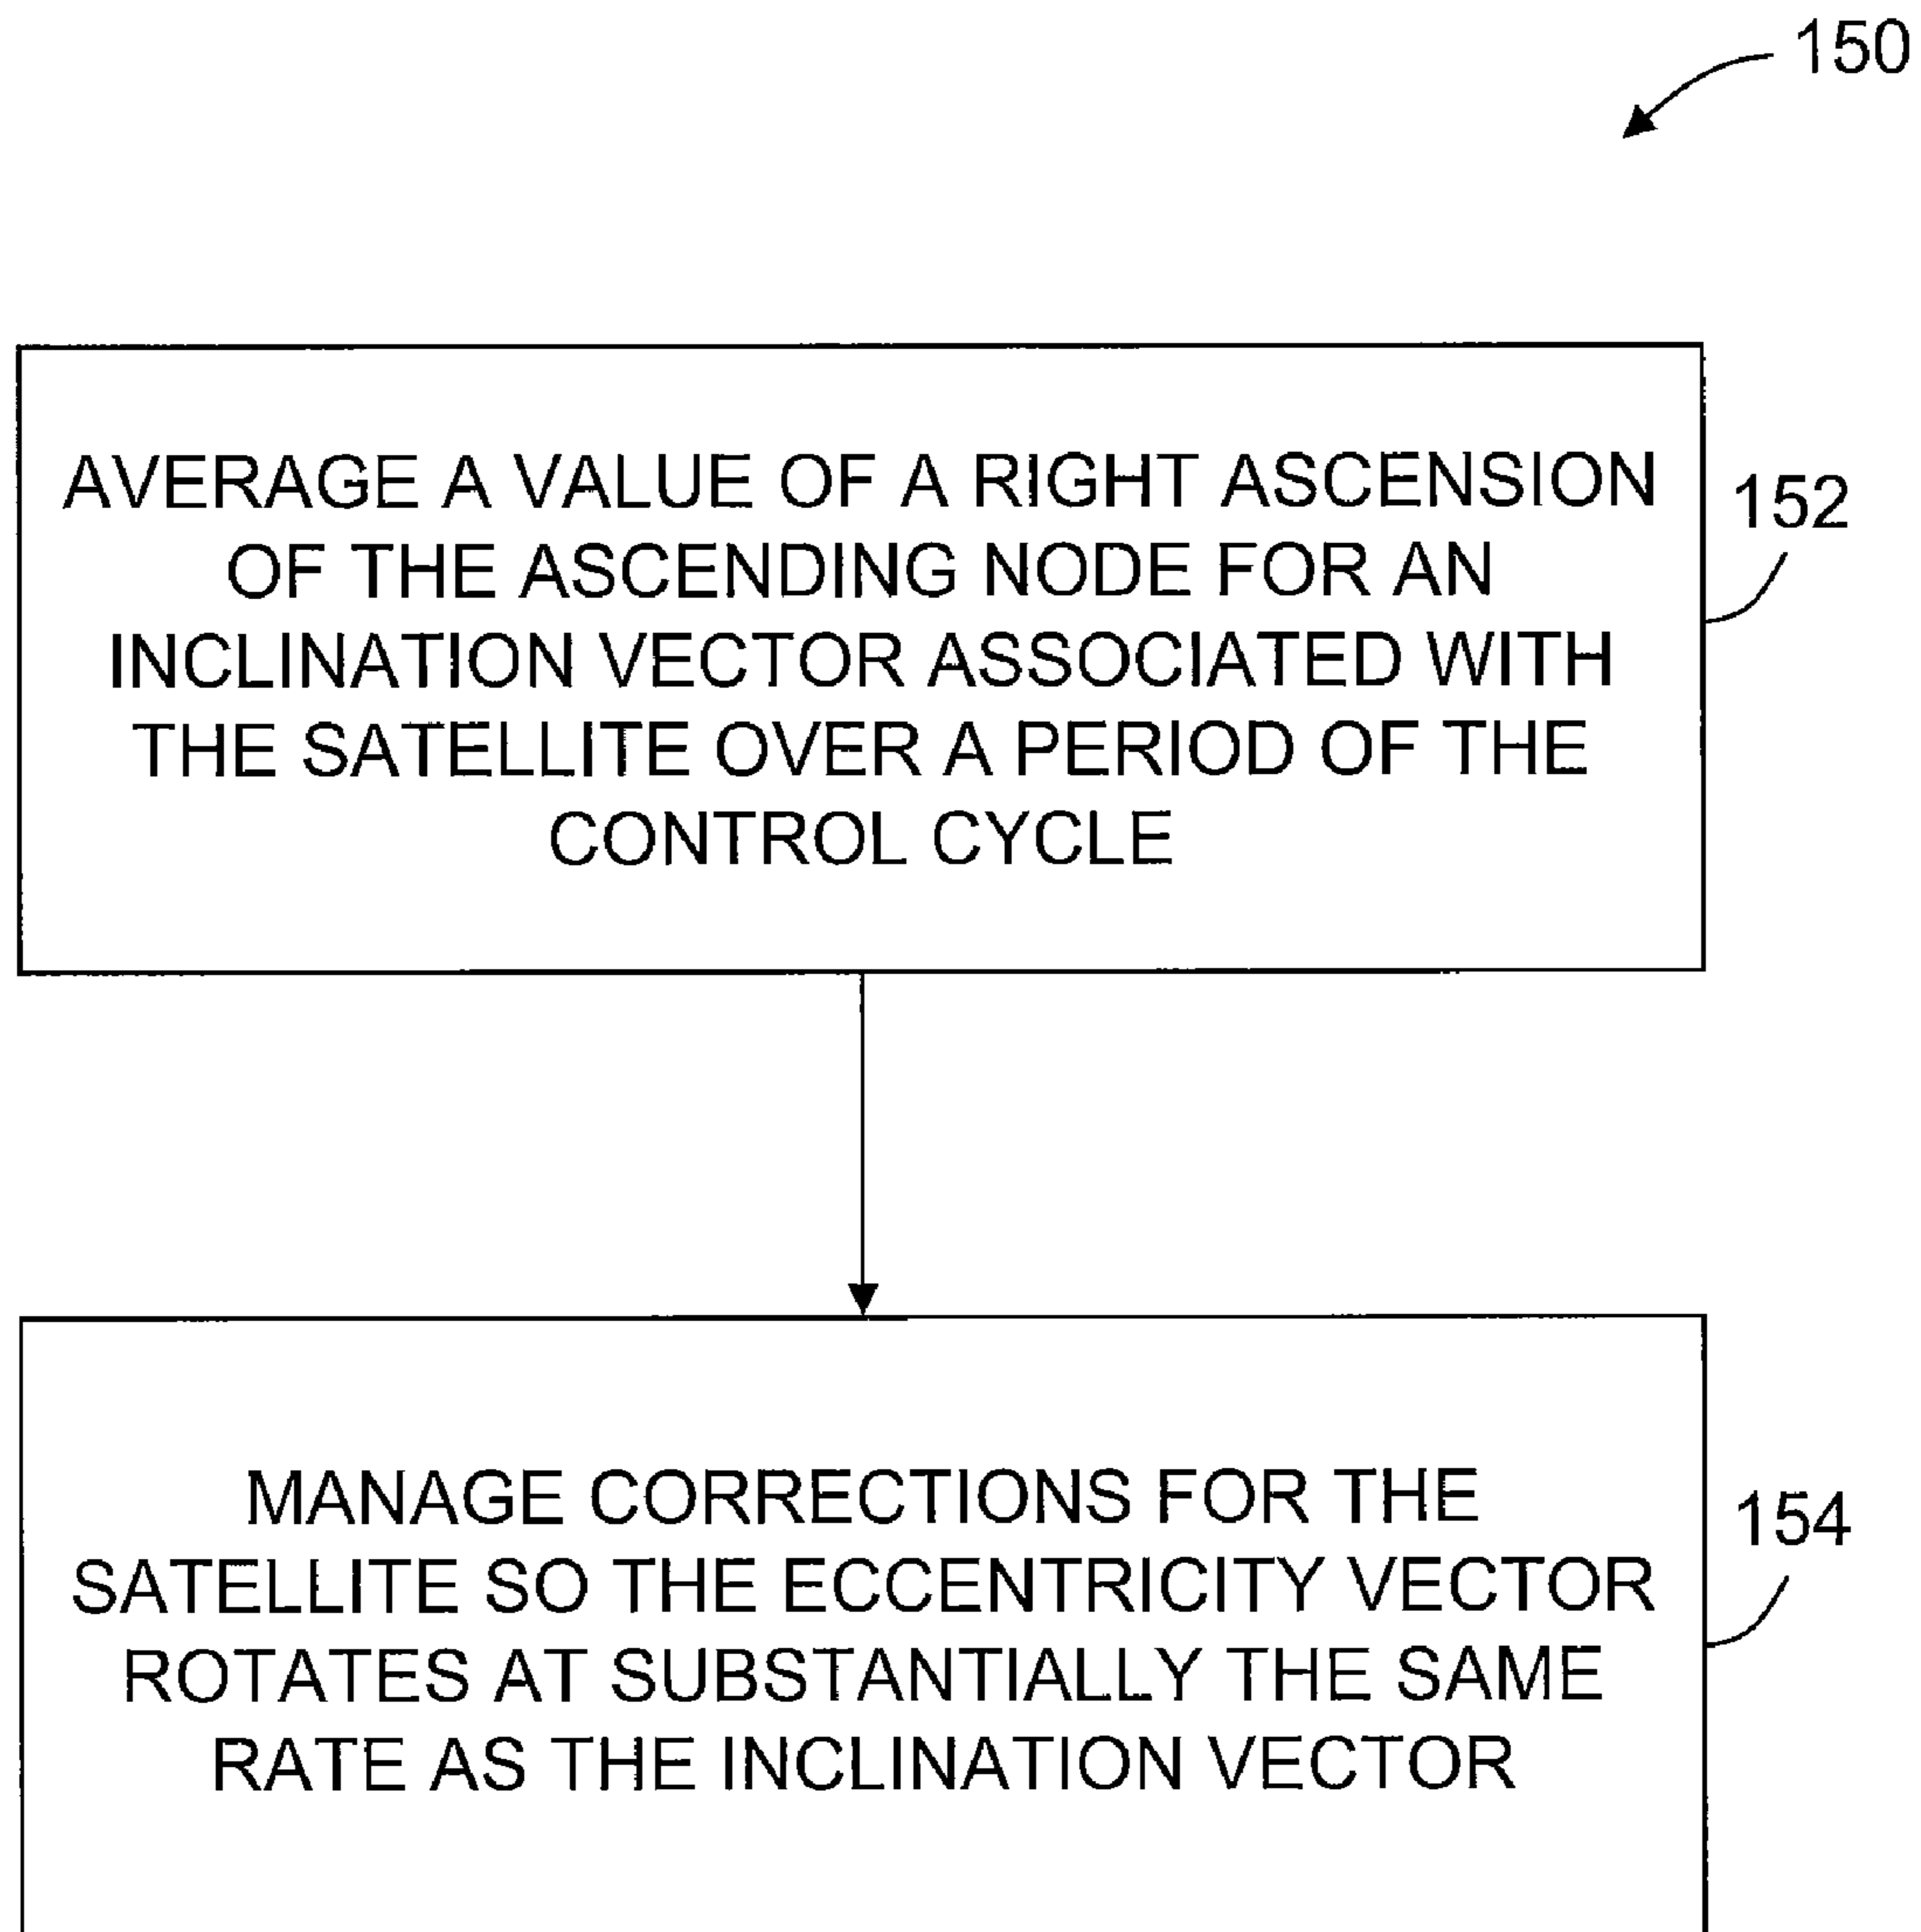 150
AVERAGE A VALUE OF A RIGHT ASCENSION
OF THE ASCENDING NODE FOR AN
INCLINATION VECTOR ASSOCIATED WITH
THE SATELLITE OVER A PERIOD OF THE
CONTROL CYCLE
152
MANAGE CORRECTIONS FOR THE
SATELLITE SO THE ECCENTRICITY VECTOR
ROTATES AT SUBSTANTIALLY THE SAME
RATE AS THE INCLINATION VECTOR
154